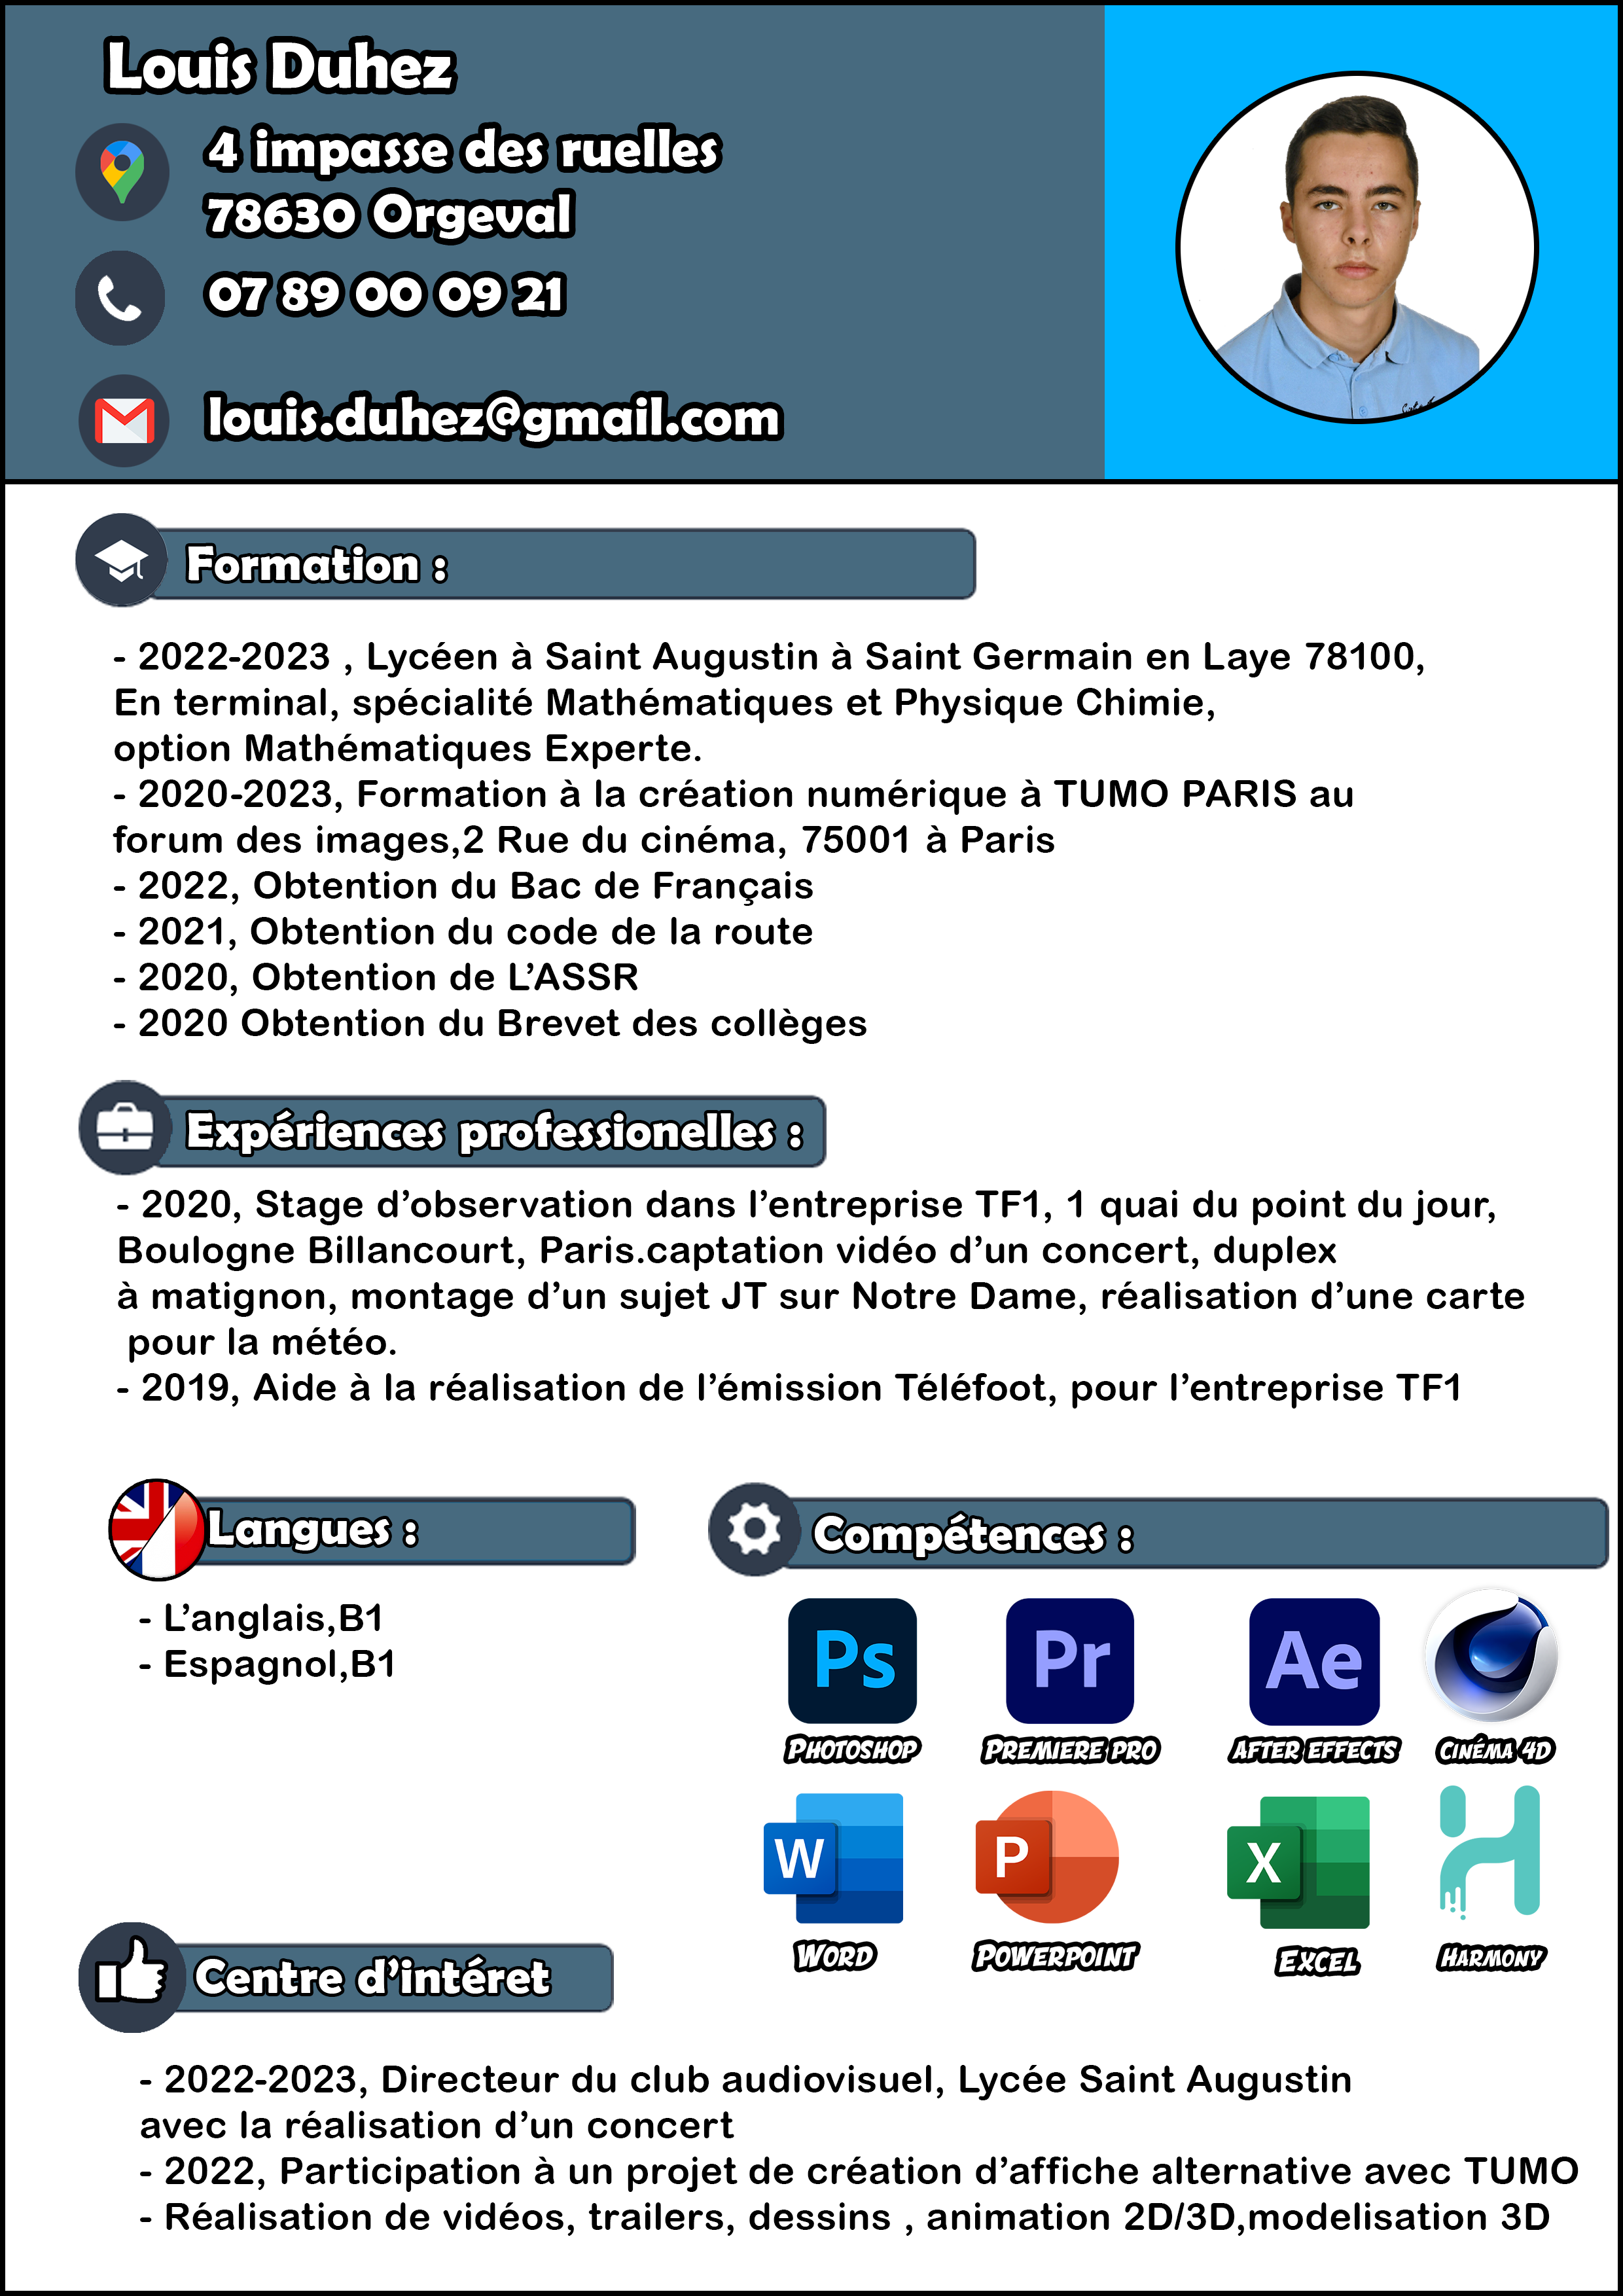 Louis Duhez
4 impasse des ruelles
78630 Orgeval
07 89 00 09 21
louis.duhez@gmail.com
Formation :
- 2022-2023 , Lycéen à Saint Augustin à Saint Germain en Laye 78100,
En terminal, spécialité Mathématiques et Physique Chimie,
option Mathématiques Experte.
- 2020-2023, Formation à la création numérique à TUMO PARIS au
forum des images,2 Rue du cinéma, 75001 à Paris
- 2022, Obtention du Bac de Français
- 2021, Obtention du code de la route
- 2020, Obtention de L’ASSR
- 2020 Obtention du Brevet des collèges
Expériences professionelles :
- 2020, Stage d’observation dans l’entreprise TF1, 1 quai du point du jour,
Boulogne Billancourt, Paris.captation vidéo d’un concert, duplex
à matignon, montage d’un sujet JT sur Notre Dame, réalisation d’une carte
pour la météo.
- 2019, Aide à la réalisation de l’émission Téléfoot, pour l’entreprise TF1
Langues :
- L’anglais,B1
- Espagnol,B1
Compétences :
Ps Pr Ae
Photoshop Premiere pro After effects Cinéma 4D
W P X
Word Powerpoint Excel Harmony
Centre d’intéret
- 2022-2023, Directeur du club audiovisuel, Lycée Saint Augustin
avec la réalisation d’un concert
- 2022, Participation à un projet de création d’affiche alternative avec TUMO
- Réalisation de vidéos, trailers, dessins , animation 2D/3D,modelisation 3D